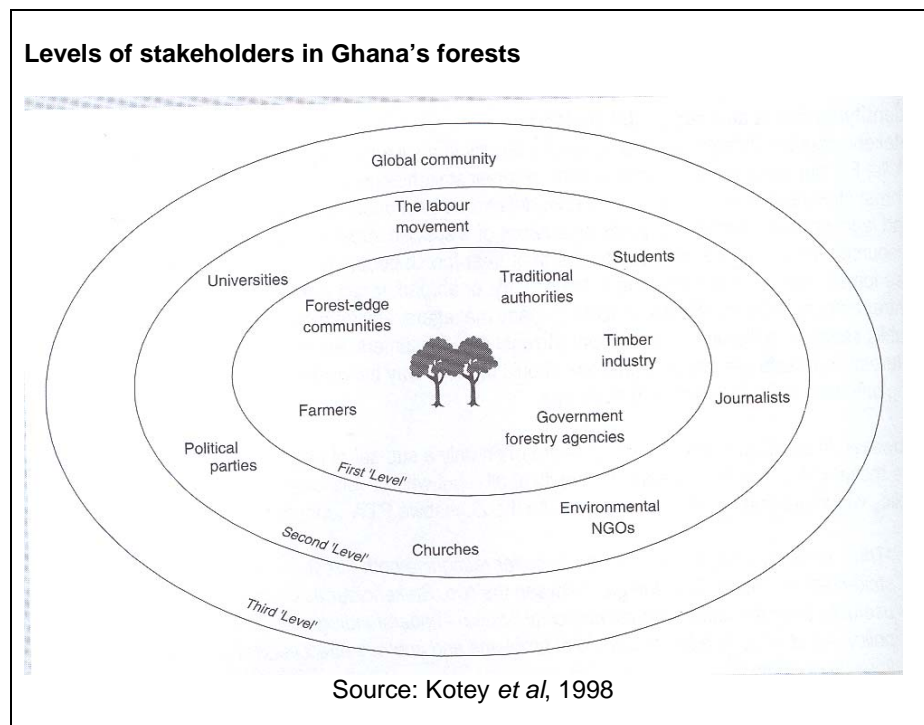 Levels of stakeholders in Ghana's forests
Global community
The labour
movement
Universities
Students
Forest-edge
communities
Traditional
authorities
Timber
industry
Farmers
Journalists
Government
forestry agencies
Political
parties
First 'Level'
Environmental
NGOs
Second 'Level'
Churches
Third 'Level'
Source: Kotey et al, 1998